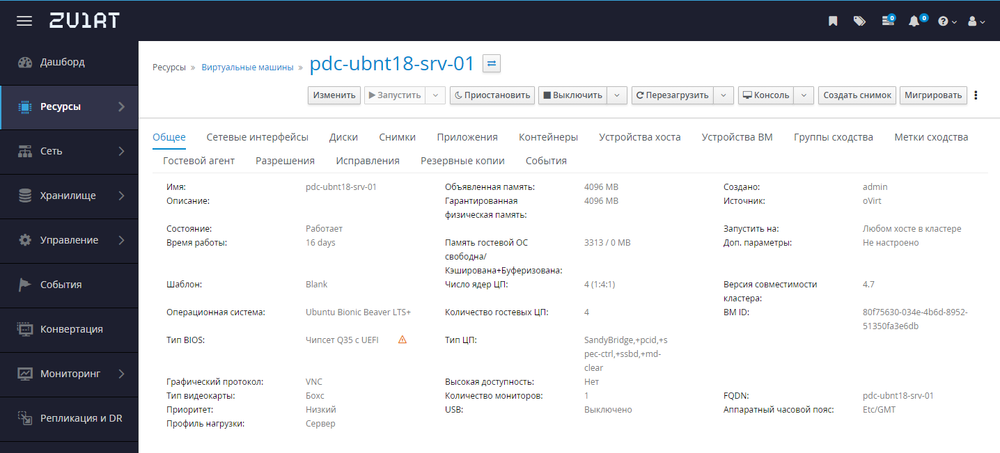 ZVIRT
0
0
Дашборд
Ресурсы
Сеть
Хранилище
Управление
События
Конвертация
Мониторинг
Репликация и DR
Ресурсы » Виртуальные машины » pdc-ubnt18-srv-01
Изменить Запустить Приостановить Выключить Перезагрузить Консоль Создать снимок Мигрировать
Общее Сетевые интерфейсы Диски Снимки Приложения Контейнеры Устройства хоста Устройства ВМ Группы сходства Метки сходства
Гостевой агент Разрешения Исправления Резервные копии События
Имя: pdc-ubnt18-srv-01 Объявленная память: 4096 MB Создано: admin
Описание: Гарантированная 4096 MB Источник: oVirt
физическая память:
Состояние: Работает Запустить на: Любом хосте в кластере
Время работы: 16 days Память гостевой ОС 3313 / 0 MB Доп. параметры: Не настроено
свободна/
Кэширована+Буферизована:
Шаблон: Blank Число ядер ЦП: 4 (1:4:1) Версия совместимости 4.7
кластера:
Операционная система: Ubuntu Bionic Beaver LTS+ Количество гостевых ЦП: 4 ВМ ID: 80f75630-034e-4b6d-8952-
51350fa3e6db
Тип BIOS: Чипсет Q35 с UEFI Тип ЦП: SandyBridge,+pcid,+s
pec-ctrl,+ssbd,+md-
clear
Графический протокол: VNC Высокая доступность: Нет
Тип видеокарты: Бохс Количество мониторов: 1 FQDN: pdc-ubnt18-srv-01
Приоритет: Низкий USB: Выключено Аппаратный часовой пояс: Etc/GMT
Профиль нагрузки: Сервер